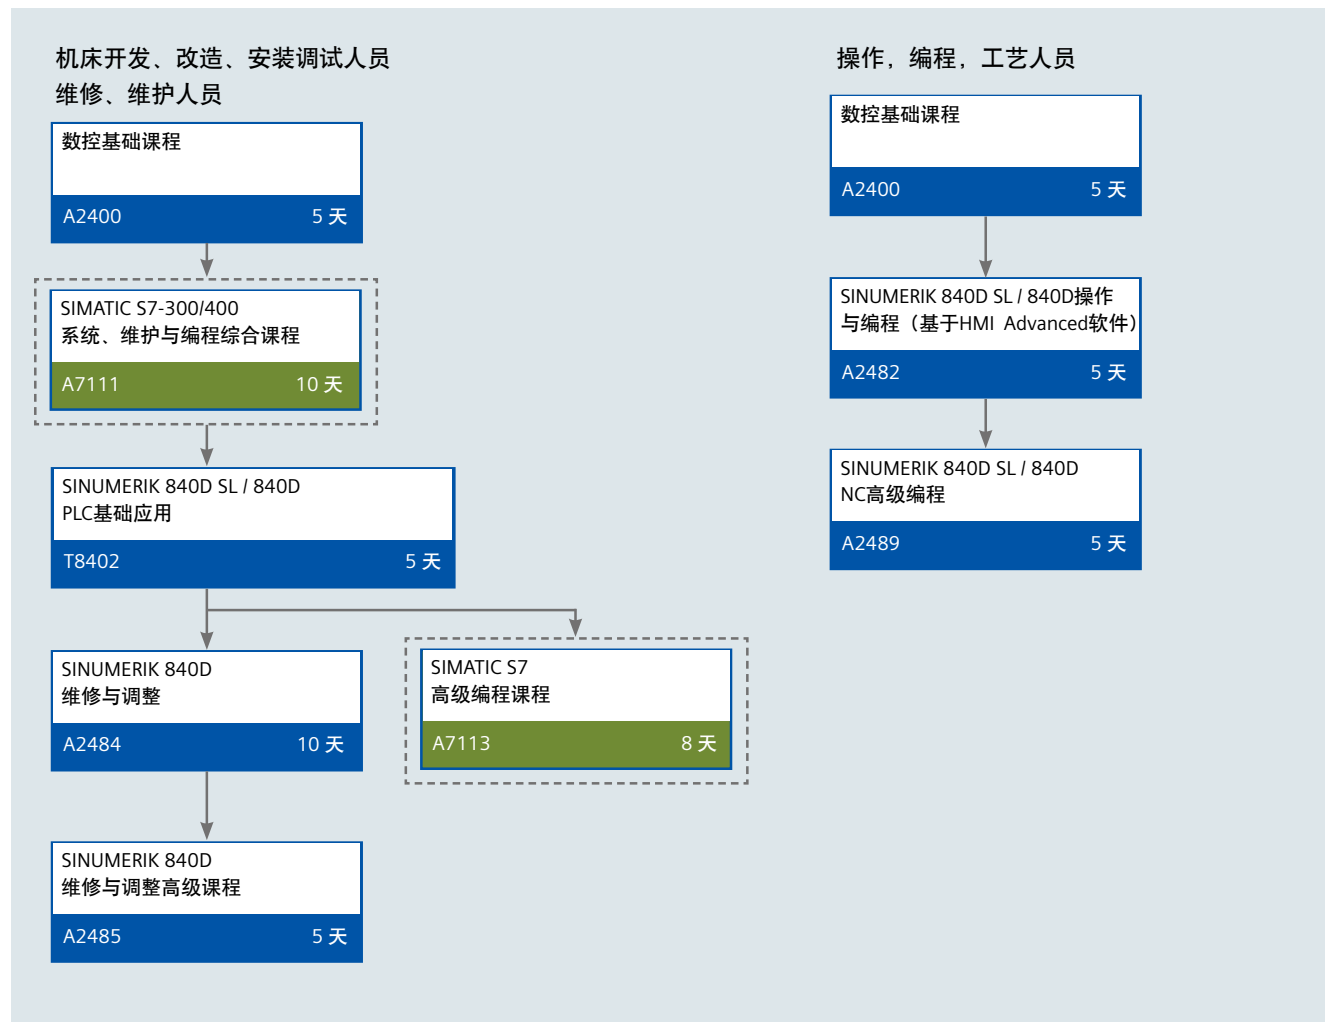 机床开发、改造、安装调试人员
维修、维护人员
数控基础课程
A2400 5 天
SIMATIC S7-300/400
系统、维护与编程综合课程
A7111 10 天
SINUMERIK 840D SL / 840D
PLC基础应用
T8402 5 天
SINUMERIK 840D
维修与调整
A2484 10 天
SIMATIC S7
高级编程课程
A7113 8 天
SINUMERIK 840D
维修与调整高级课程
A2485 5 天
操作，编程，工艺人员
数控基础课程
A2400 5 天
SINUMERIK 840D SL / 840D操作
与编程（基于HMI Advanced软件）
A2482 5 天
SINUMERIK 840D SL / 840D
NC高级编程
A2489 5 天